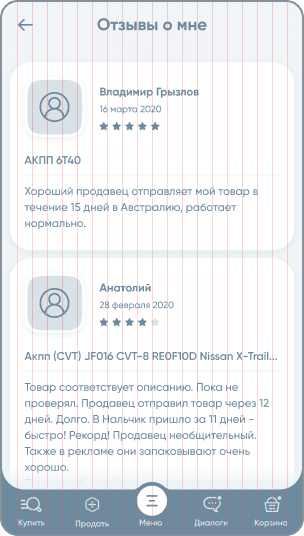 Отзывы о мне
Владимир Грызлов
16 марта 2020
АКПП 6Т40
Хороший продавец отправляет мой товар в
течение 15 дней в Австралию, работает
нормально.
Анатолий
28 февраля 2020
Акпп (CVT) JF016 CVT-8 RE0F10D Nissan X-Trail...
Товар соответствует описанию. Пока не
проверял. Продавец отправил товар через 12
дней. Долго. В Нальчик пришло за 11 дней -
быстро! Рекорд! Продавец необщительный.
Также в рекламе они запаковывают очень
хорошо.
Купить
Продать
Меню
Диалоги
Корзина